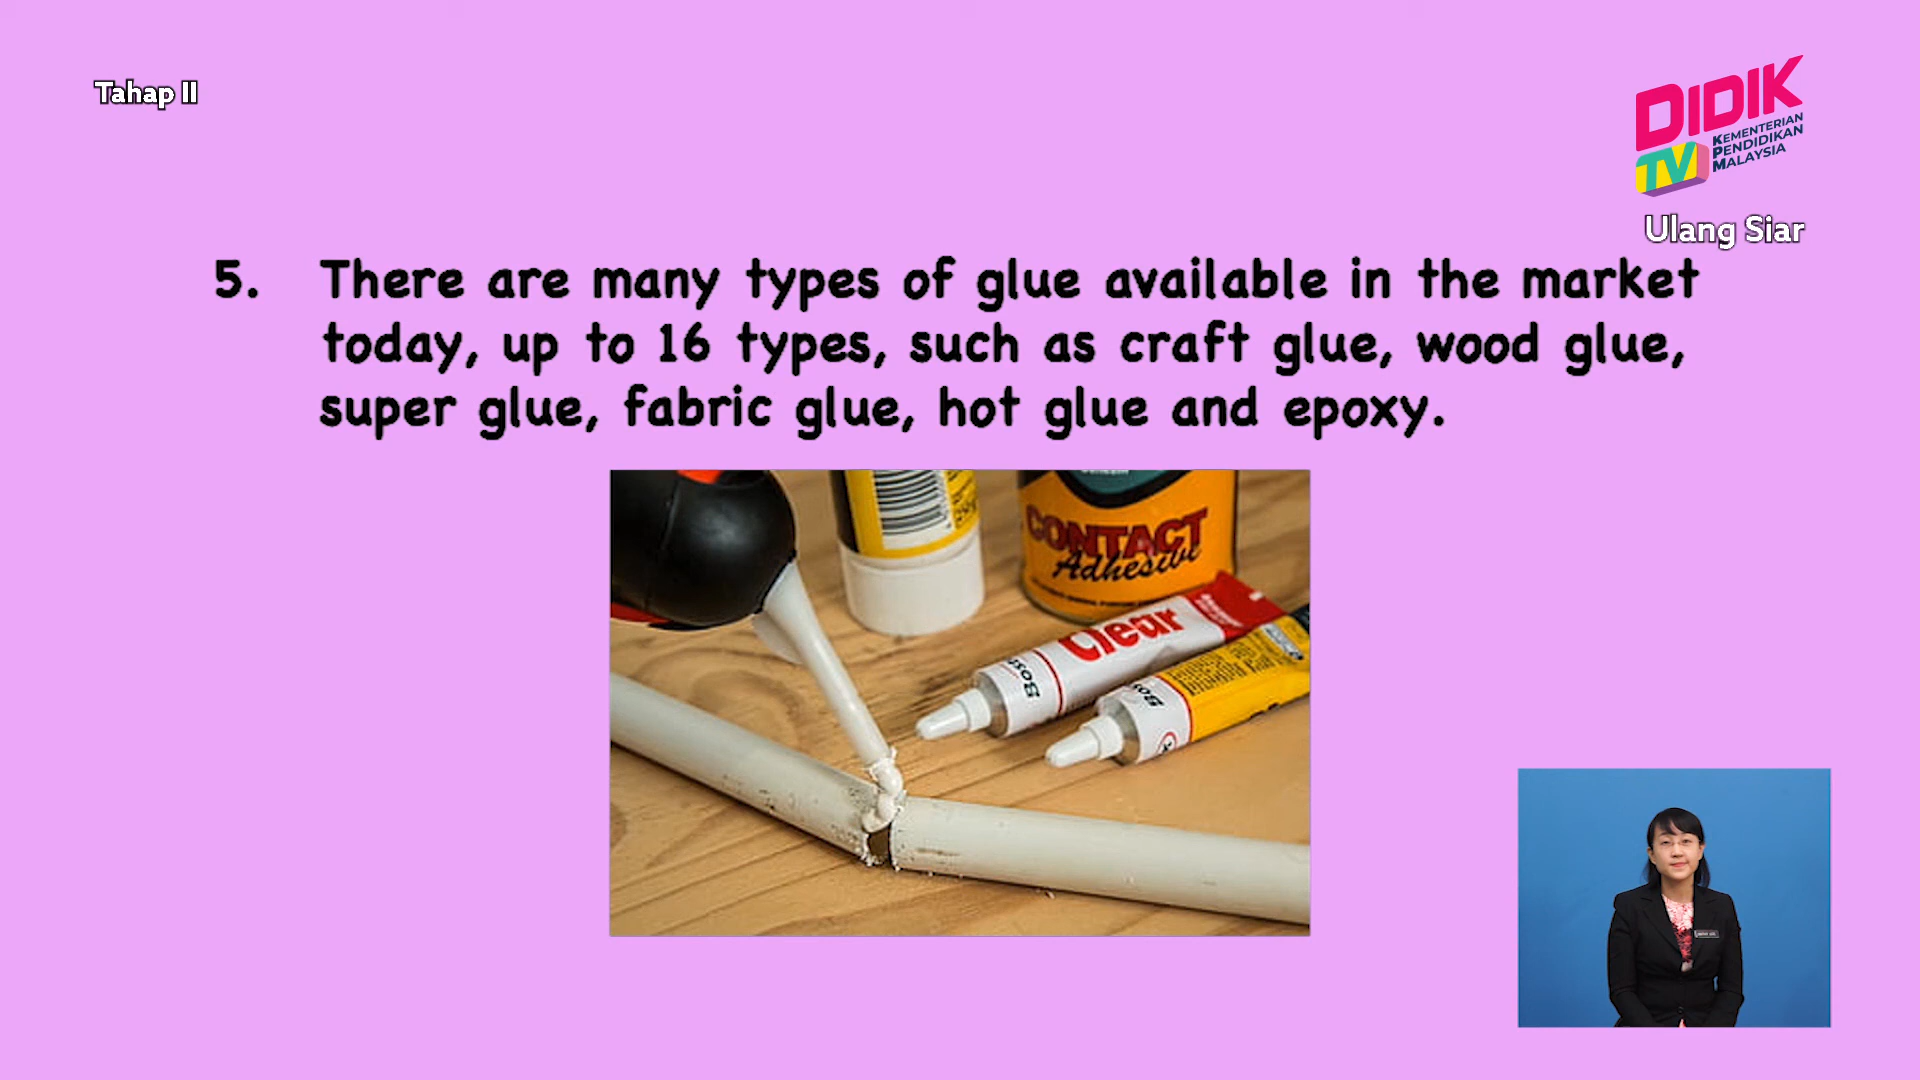 Tahap II
DIDIK
TV
KEMENTERIAN
PENDIDIKAN
MALAYSIA
Ulang Siar
5. There are many types of glue available in the market
today, up to 16 types, such as craft glue, wood glue,
super glue, fabric glue, hot glue and epoxy.
CONTACT
Adhesive
Clear